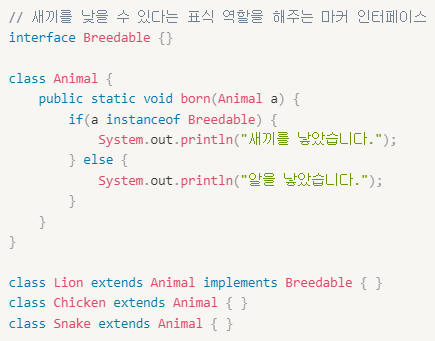 // 새끼를 낳을 수 있다는 표식 역할을 해주는 마커 인터페이스
interface Breedable {}
class Animal {
public static void born(Animal a) {
if(a instanceof Breedable) {
System.out.println("새끼를 낳았습니다.");
} else {
System.out.println("알을 낳았습니다.");
}
}
}
class Lion extends Animal implements Breedable { }
class Chicken extends Animal { }
class Snake extends Animal { }